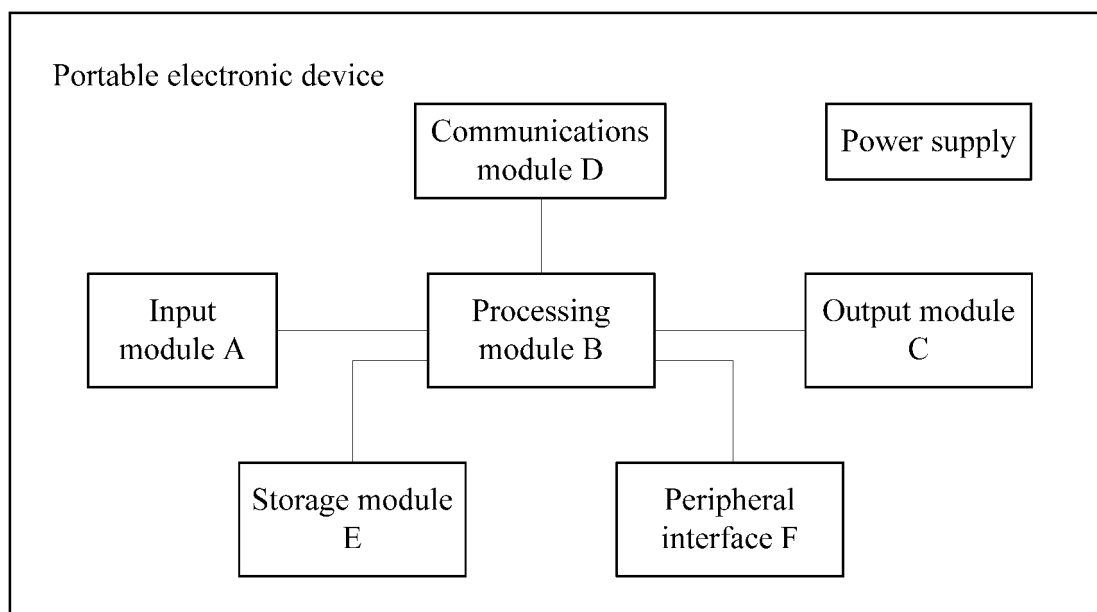 Portable electronic device
Communications
module D
Power supply
Input
module A
Processing
module B
Output module
C
Storage module
E
Peripheral
interface F